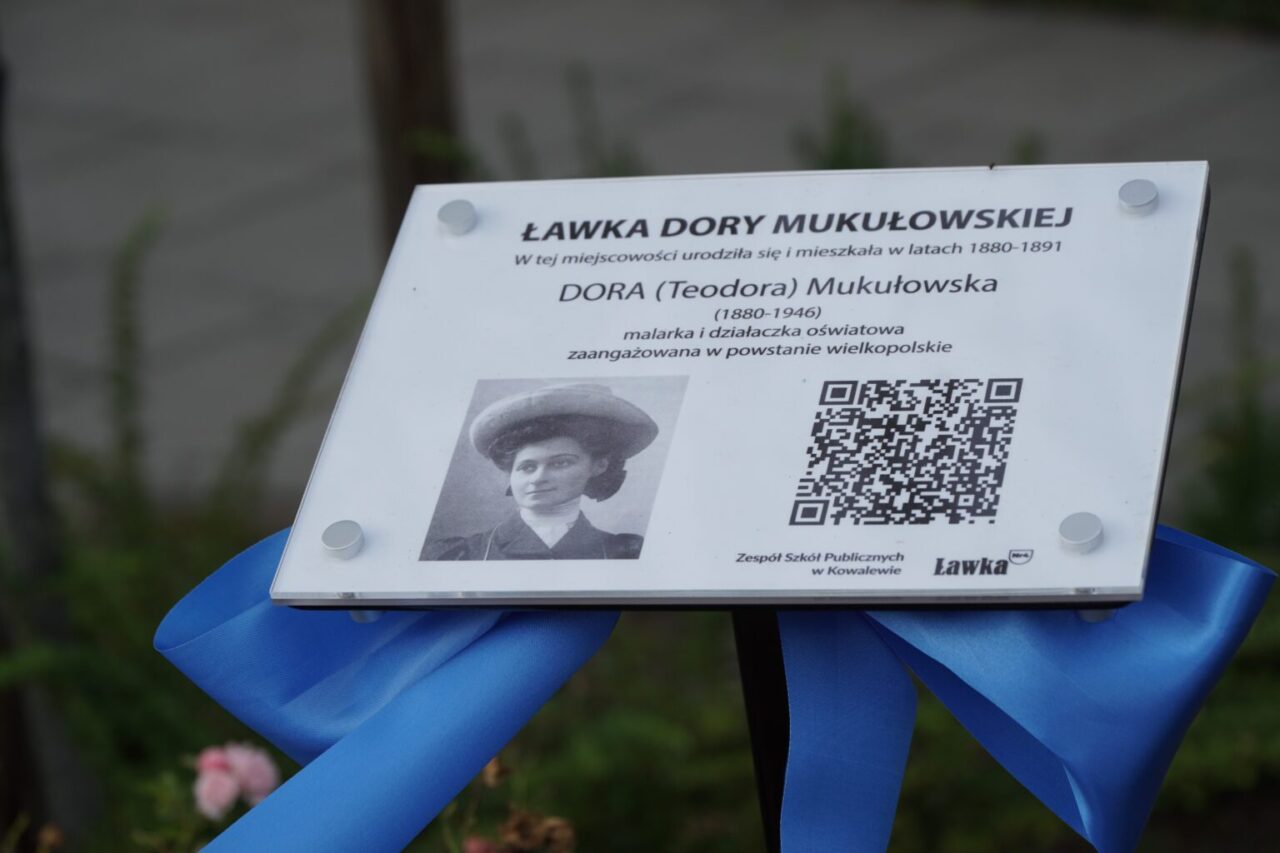 ŁAWKA DORY MUKUŁOWSKIEJ
W tej miejscowości urodziła się i mieszkała w latach 1880-1891
DORA (Teodora) Mukułowska
(1880-1946)
malarka i działaczka oświatowa
zaangażowana w powstanie wielkopolskie
Zespół Szkół Publicznych
w Kowalewie
Ławka